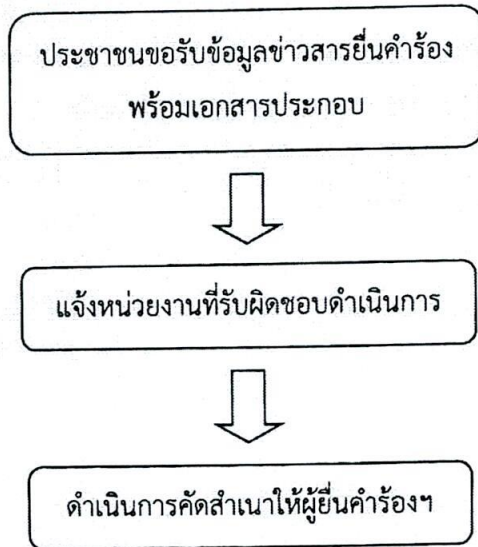 ประชาชนขอรับข้อมูลข่าวสารยื่นคำร้อง
พร้อมเอกสารประกอบ
แจ้งหน่วยงานที่รับผิดชอบดำเนินการ
ดำเนินการคัดสำเนาให้ผู้ยื่นคำร้องฯ